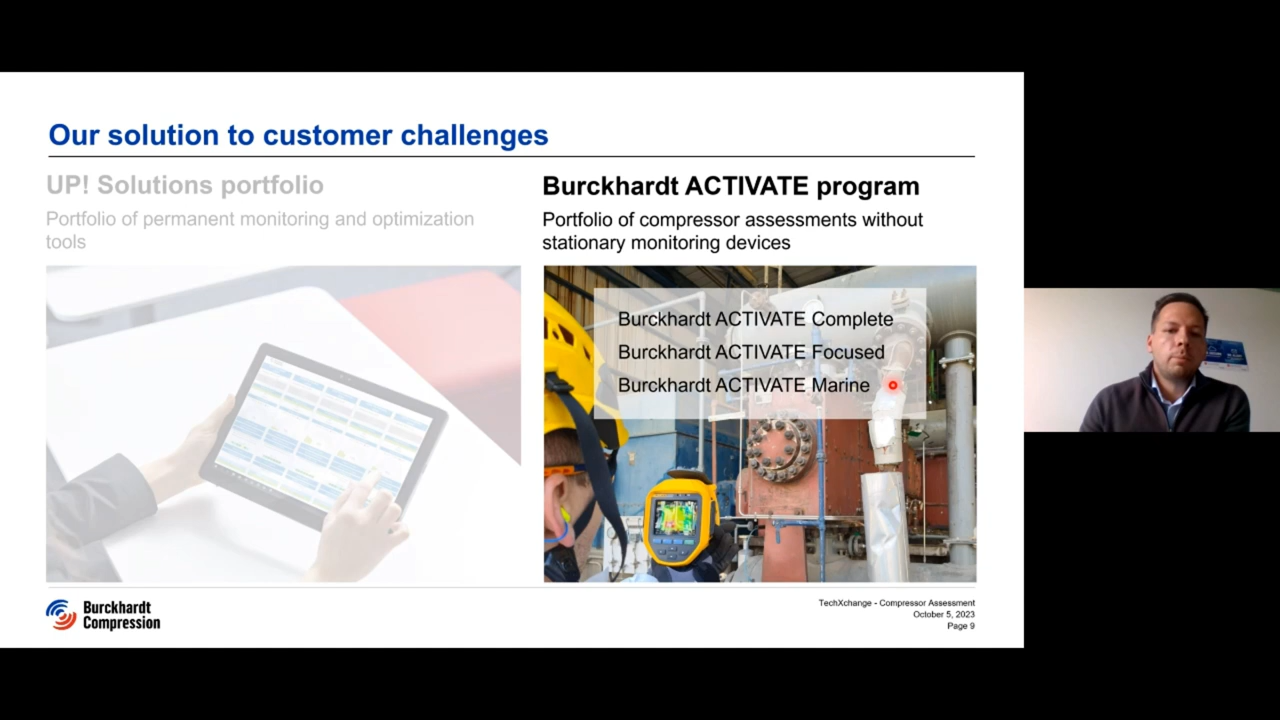 Our solution to customer challenges
UP! Solutions portfolio
Portfolio of permanent monitoring and optimization
tools
Burckhardt ACTIVATE program
Portfolio of compressor assessments without
stationary monitoring devices
Burckhardt ACTIVATE Complete
Burckhardt ACTIVATE Focused
Burckhardt ACTIVATE Marine
Burckhardt
Compression
TechXchange - Compressor Assessment
October 5, 2023
Page 9